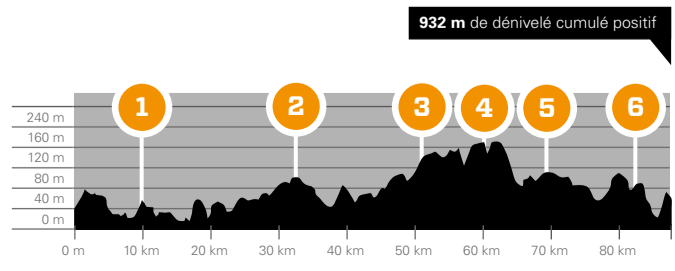 932 m de dénivelé cumulé positif
1 2 3 4 5 6
240 m
160 m
120 m
80 m
40 m
0 m
0 m 10 km 20 km 30 km 40 km 50 km 60 km 70 km 80 km